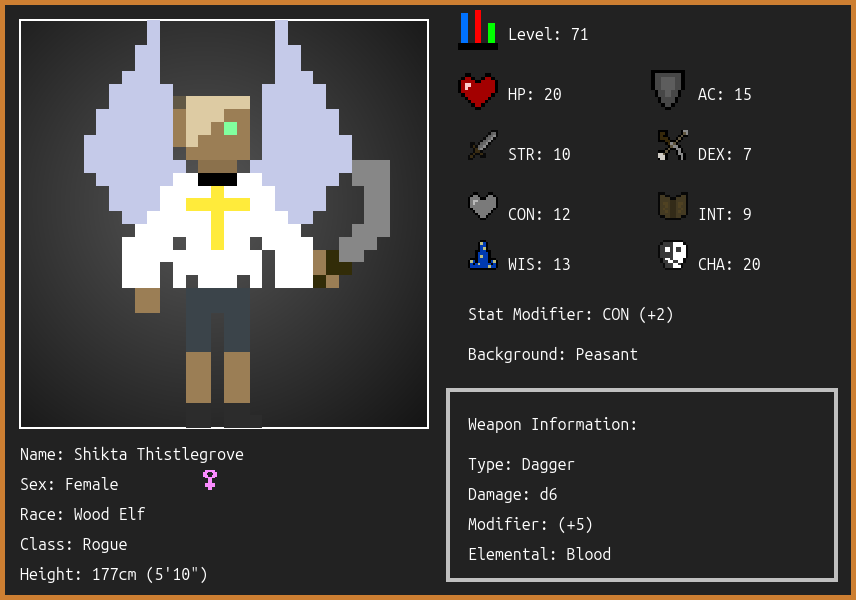 Level: 71
HP: 20
AC: 15
STR: 10
DEX: 7
CON: 12
INT: 9
WIS: 13
CHA: 20
Stat Modifier: CON (+2)
Background: Peasant
Weapon Information:
Type: Dagger
Damage: d6
Modifier: (+5)
Elemental: Blood
Name: Shikta Thistlegrove
Sex: Female
Race: Wood Elf
Class: Rogue
Height: 177cm (5'10")